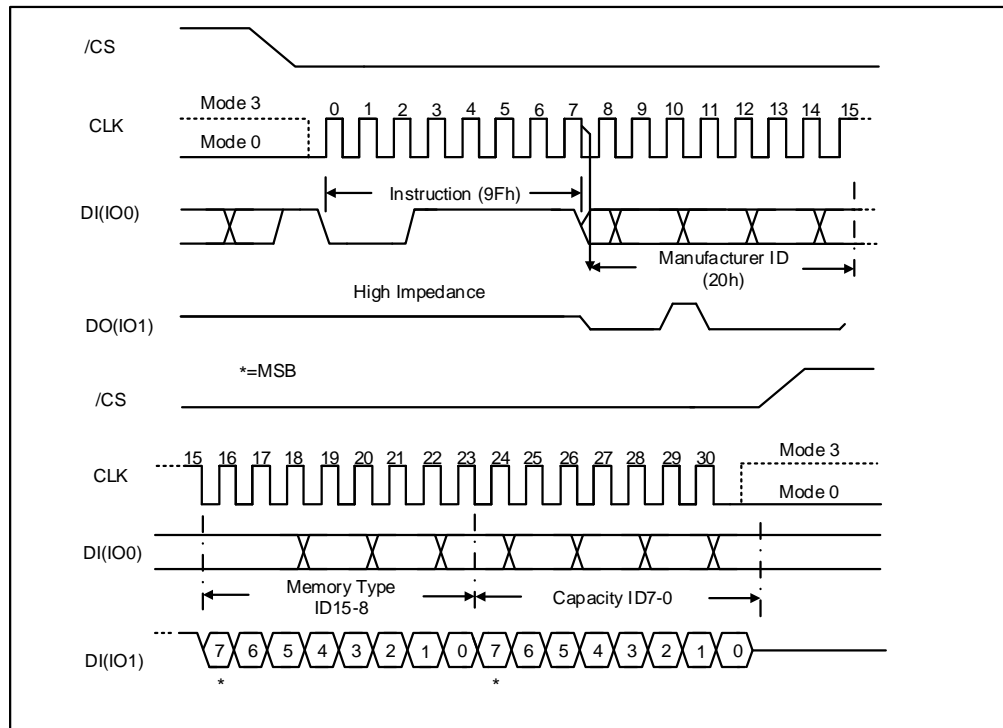 /CS
Mode 3
0 1 2 3 4 5 6 7 8 9 10 11 12 13 14 15
CLK
Mode 0
Instruction (9Fh)
DI(IO0)
Manufacturer ID
(20h)
High Impedance
DO(IO1)
*=MSB
/CS
15 16 17 18 19 20 21 22 23 24 25 26 27 28 29 30
Mode 3
CLK
Mode 0
DI(IO0)
Memory Type
ID15-8
Capacity ID7-0
7 6 5 4 3 2 1 0 7 6 5 4 3 2 1 0
DI(IO1)
* *